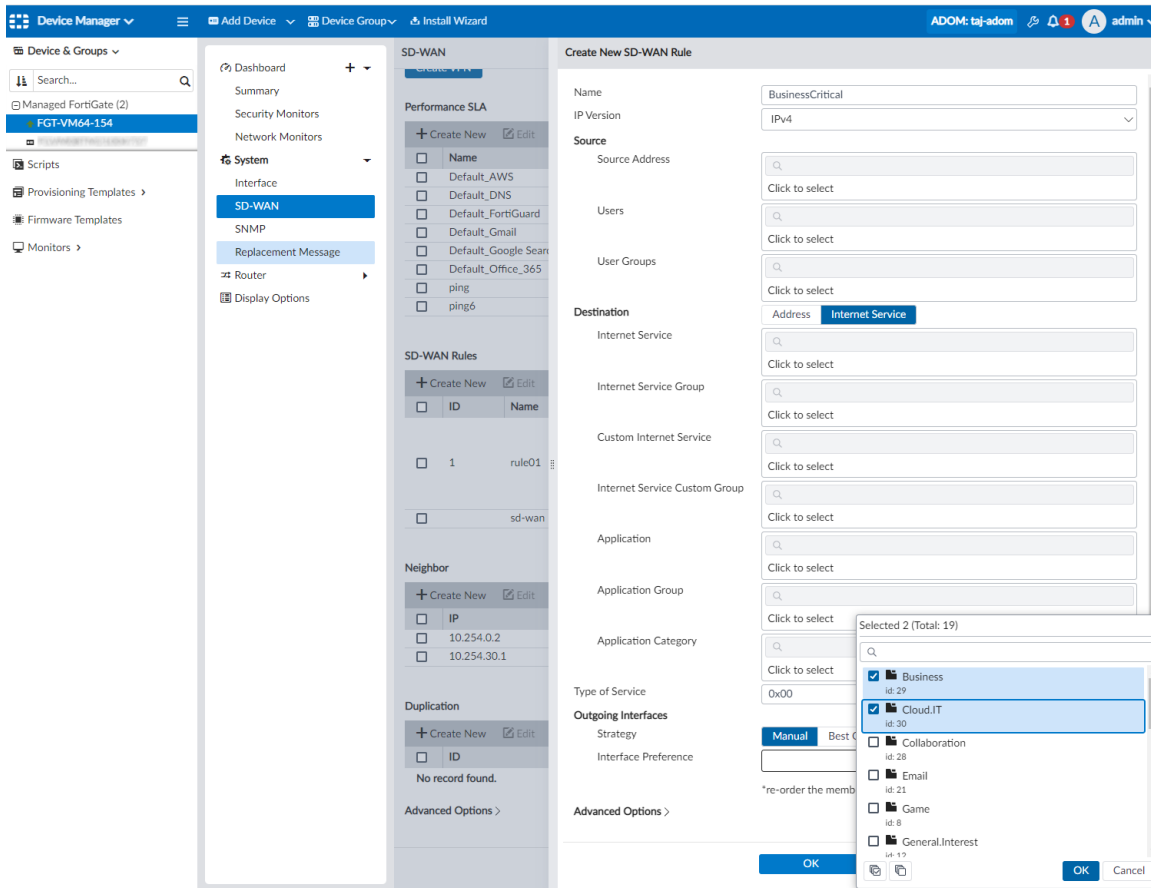 Device Manager
Add Device
Device Group
Install Wizard
ADOM: taj-adom
1
A
admin
Device & Groups
Search...
Managed FortiGate (2)
FGT-VM64-154
Scripts
Provisioning Templates
Firmware Templates
Monitors
Dashboard
Summary
Security Monitors
Network Monitors
System
Interface
SD-WAN
SNMP
Replacement Message
Router
Display Options
SD-WAN
Create VPN
Performance SLA
Create New
Edit
Name
Default_AWS
Default_DNS
Default_FortiGuard
Default_Gmail
Default_Google Sear
Default_Office_365
ping
ping6
SD-WAN Rules
Create New
Edit
ID
Name
1
rule01
sd-wan
Neighbor
Create New
Edit
IP
10.254.0.2
10.254.30.1
Duplication
Create New
Edit
ID
No record found.
Advanced Options >
Create New SD-WAN Rule
Name
BusinessCritical
IP Version
IPv4
Source
Source Address
Click to select
Users
Click to select
User Groups
Click to select
Destination
Address
Internet Service
Internet Service
Click to select
Internet Service Group
Click to select
Custom Internet Service
Click to select
Internet Service Custom Group
Click to select
Application
Click to select
Application Group
Click to select
Application Category
Click to select
Type of Service
0x00
Outgoing Interfaces
Strategy
Manual
Best
Interface Preference
*re-order the memb
Advanced Options >
OK
Selected 2 (Total: 19)
Business
id: 29
Cloud.IT
id: 30
Collaboration
id: 28
Email
id: 21
Game
id: 8
General.Interest
id: 12
OK
Cancel